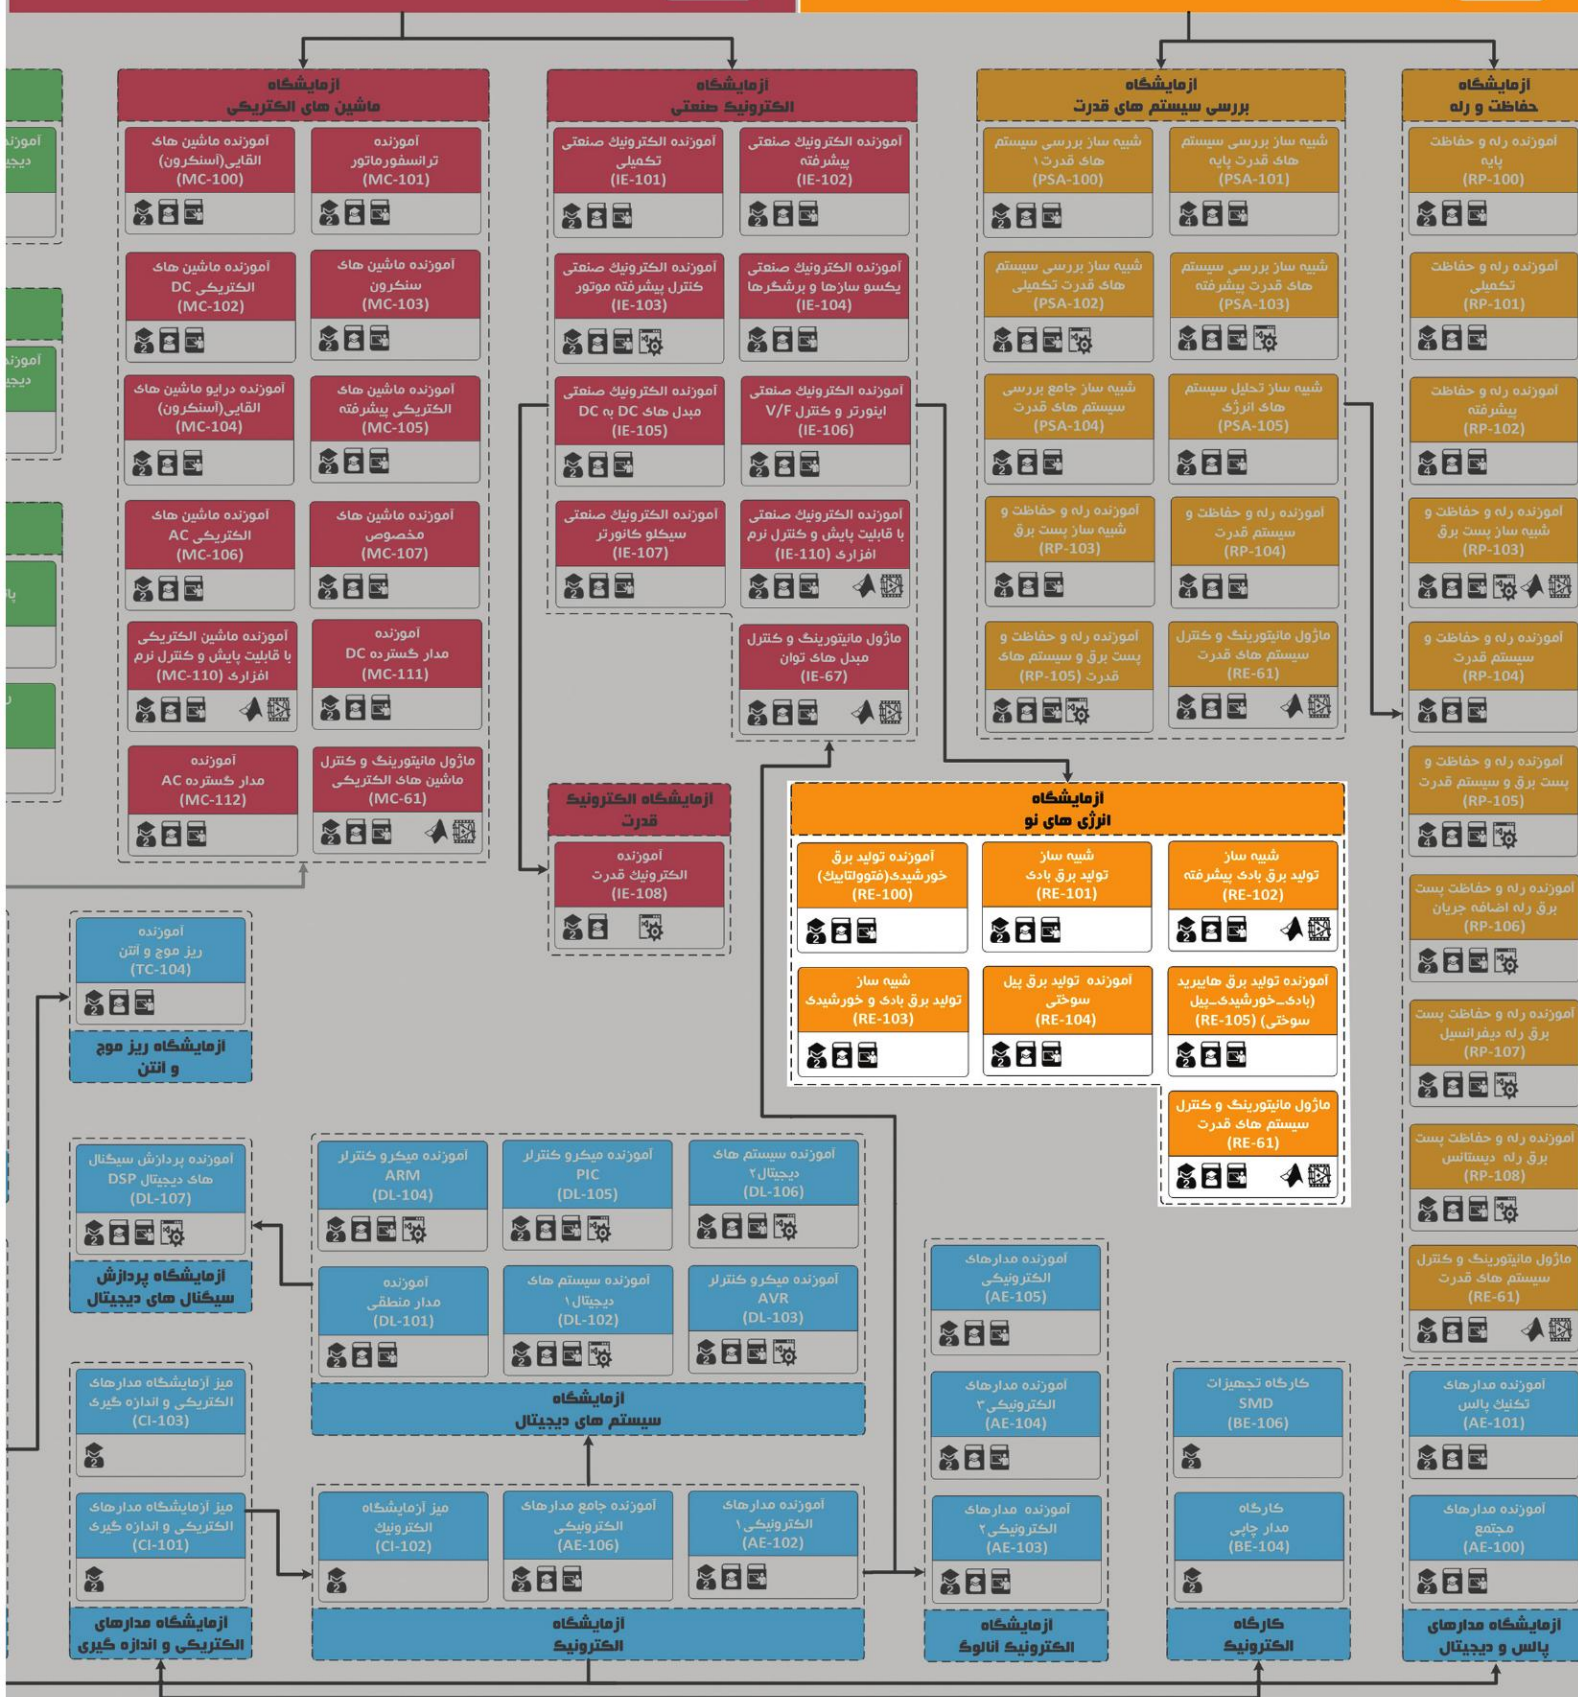 آزمایشگاه
ماشین های الکتریکی
آموزنده ماشین های
القایی(آسنکرون)
(MC-100)
آموزنده
ترانسفورماتور
(MC-101)
آموزنده ماشین های
الکتریکی DC
(MC-102)
آموزنده ماشین های
سنکرون
(MC-103)
آموزنده درایو ماشین های
القایی(آسنکرون)
(MC-104)
آموزنده ماشین های
الکتریکی پیشرفته
(MC-105)
آموزنده ماشین های
الکتریکی AC
(MC-106)
آموزنده ماشین های
مخصوص
(MC-107)
آموزنده ماشین الکتریکی
با قابلیت پایش و کنترل نرم
افزاری (MC-110)
آموزنده
مدار گسترده DC
(MC-111)
آموزنده
مدار گسترده AC
(MC-112)
ماژول مانیتورینگ و کنترل
ماشین های الکتریکی
(MC-61)
آزمایشگاه
الکترونیک صنعتی
آموزنده الکترونیک صنعتی
تکمیلی
(IE-101)
آموزنده الکترونیک صنعتی
پیشرفته
(IE-102)
آموزنده الکترونیک صنعتی
کنترل پیشرفته موتور
(IE-103)
آموزنده الکترونیک صنعتی
یکسو سازها و برشگرها
(IE-104)
آموزنده الکترونیک صنعتی
مبدل های DC به DC
(IE-105)
آموزنده الکترونیک صنعتی
اینورتر و کنترل V/F
(IE-106)
آموزنده الکترونیک صنعتی
سیکلو کانورتر
(IE-107)
آموزنده الکترونیک صنعتی
با قابلیت پایش و کنترل نرم
افزاری (IE-110)
ماژول مانیتورینگ و کنترل
مبدل های توان
(IE-67)
آزمایشگاه الکترونیک
قدرت
آموزنده
الکترونیک قدرت
(IE-108)
آزمایشگاه
بررسی سیستم های قدرت
شبیه ساز بررسی سیستم
های قدرت ۱
(PSA-100)
شبیه ساز بررسی سیستم
های قدرت پایه
(PSA-101)
شبیه ساز بررسی سیستم
های قدرت تکمیلی
(PSA-102)
شبیه ساز بررسی سیستم
های قدرت پیشرفته
(PSA-103)
شبیه ساز جامع بررسی
سیستم های قدرت
(PSA-104)
شبیه ساز تحلیل سیستم
های انرژی
(PSA-105)
آموزنده رله و حفاظت و
شبیه ساز پست برق
(RP-103)
آموزنده رله و حفاظت و
سیستم قدرت
(RP-104)
آموزنده رله و حفاظت و
پست برق و سیستم های
قدرت (RP-105)
ماژول مانیتورینگ و کنترل
سیستم های قدرت
(RE-61)
آزمایشگاه
حفاظت و رله
آموزنده رله و حفاظت
پایه
(RP-100)
آموزنده رله و حفاظت
تکمیلی
(RP-101)
آموزنده رله و حفاظت
پیشرفته
(RP-102)
آموزنده رله و حفاظت و
شبیه ساز پست برق
(RP-103)
آموزنده رله و حفاظت و
سیستم قدرت
(RP-104)
آموزنده رله و حفاظت و
پست برق و سیستم قدرت
(RP-105)
آموزنده رله و حفاظت پست
برق رله اضافه جریان
(RP-106)
آموزنده رله و حفاظت پست
برق رله دیفرانسیل
(RP-107)
آموزنده رله و حفاظت پست
برق رله دیستانس
(RP-108)
ماژول مانیتورینگ و کنترل
سیستم های قدرت
(RE-61)
آزمایشگاه
انرژی های نو
آموزنده تولید برق
خورشیدی(فتوولتاییک)
(RE-100)
شبیه ساز
تولید برق بادی
(RE-101)
شبیه ساز
تولید برق بادی پیشرفته
(RE-102)
شبیه ساز
تولید برق بادی و خورشیدی
(RE-103)
آموزنده تولید برق پیل
سوختی
(RE-104)
آموزنده تولید برق هایبرید
(بادی_خورشیدی_پیل
سوختی) (RE-105)
ماژول مانیتورینگ و کنترل
سیستم های قدرت
(RE-61)
آموزنده
ریز موج و آنتن
(TC-104)
آزمایشگاه ریز موج
و آنتن
آموزنده پردازش سیگنال
های دیجیتال DSP
(DL-107)
آزمایشگاه پردازش
سیگنال های دیجیتال
آموزنده میکرو کنترلر
ARM
(DL-104)
آموزنده میکرو کنترلر
PIC
(DL-105)
آموزنده سیستم های
دیجیتال۲
(DL-106)
آموزنده
مدار منطقی
(DL-101)
آموزنده سیستم های
دیجیتال۱
(DL-102)
آموزنده میکرو کنترلر
AVR
(DL-103)
آزمایشگاه
سیستم های دیجیتال
میز آزمایشگاه مدارهای
الکتریکی و اندازه گیری
(CI-103)
میز آزمایشگاه مدارهای
الکتریکی و اندازه گیری
(CI-101)
آزمایشگاه مدارهای
الکتریکی و اندازه گیری
میز آزمایشگاه
الکترونیک
(CI-102)
آموزنده جامع مدارهای
الکترونیکی
(AE-106)
آموزنده مدارهای
الکترونیکی۱
(AE-102)
آزمایشگاه
الکترونیک
آموزنده مدارهای
الکترونیکی
(AE-105)
آموزنده مدارهای
الکترونیکی۳
(AE-104)
آموزنده مدارهای
الکترونیکی۲
(AE-103)
آزمایشگاه
الکترونیک آنالوگ
کارگاه تجهیزات
SMD
(BE-106)
کارگاه
مدار چاپی
(BE-104)
کارگاه
الکترونیک
آموزنده مدارهای
تکنیک پالس
(AE-101)
آموزنده مدارهای
مجتمع
(AE-100)
آزمایشگاه مدارهای
پالس و دیجیتال